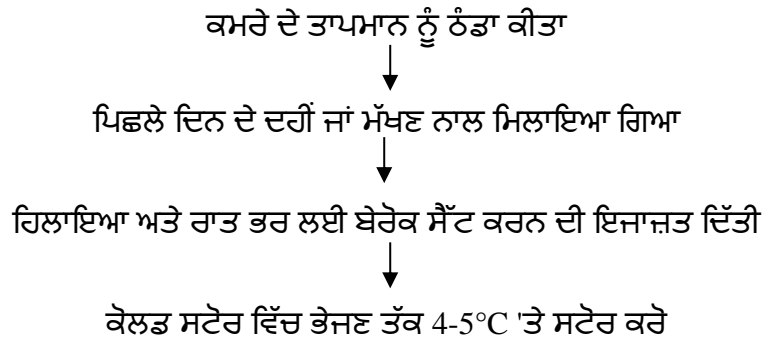 ਕਮਰੇ ਦੇ ਤਾਪਮਾਨ ਨੂੰ ਠੰਡਾ ਕੀਤਾ
ਪਿਛਲੇ ਦਿਨ ਦੇ ਦਹੀਂ ਜਾਂ ਮੱਖਣ ਨਾਲ ਮਿਲਾਇਆ ਗਿਆ
ਹਿਲਾਇਆ ਅਤੇ ਰਾਤ ਭਰ ਲਈ ਬੇਰੋਕ ਸੈੱਟ ਕਰਨ ਦੀ ਇਜਾਜ਼ਤ ਦਿੱਤੀ
ਕੋਲਡ ਸਟੋਰ ਵਿੱਚ ਭੇਜਣ ਤੱਕ 4-5°C 'ਤੇ ਸਟੋਰ ਕਰੋ